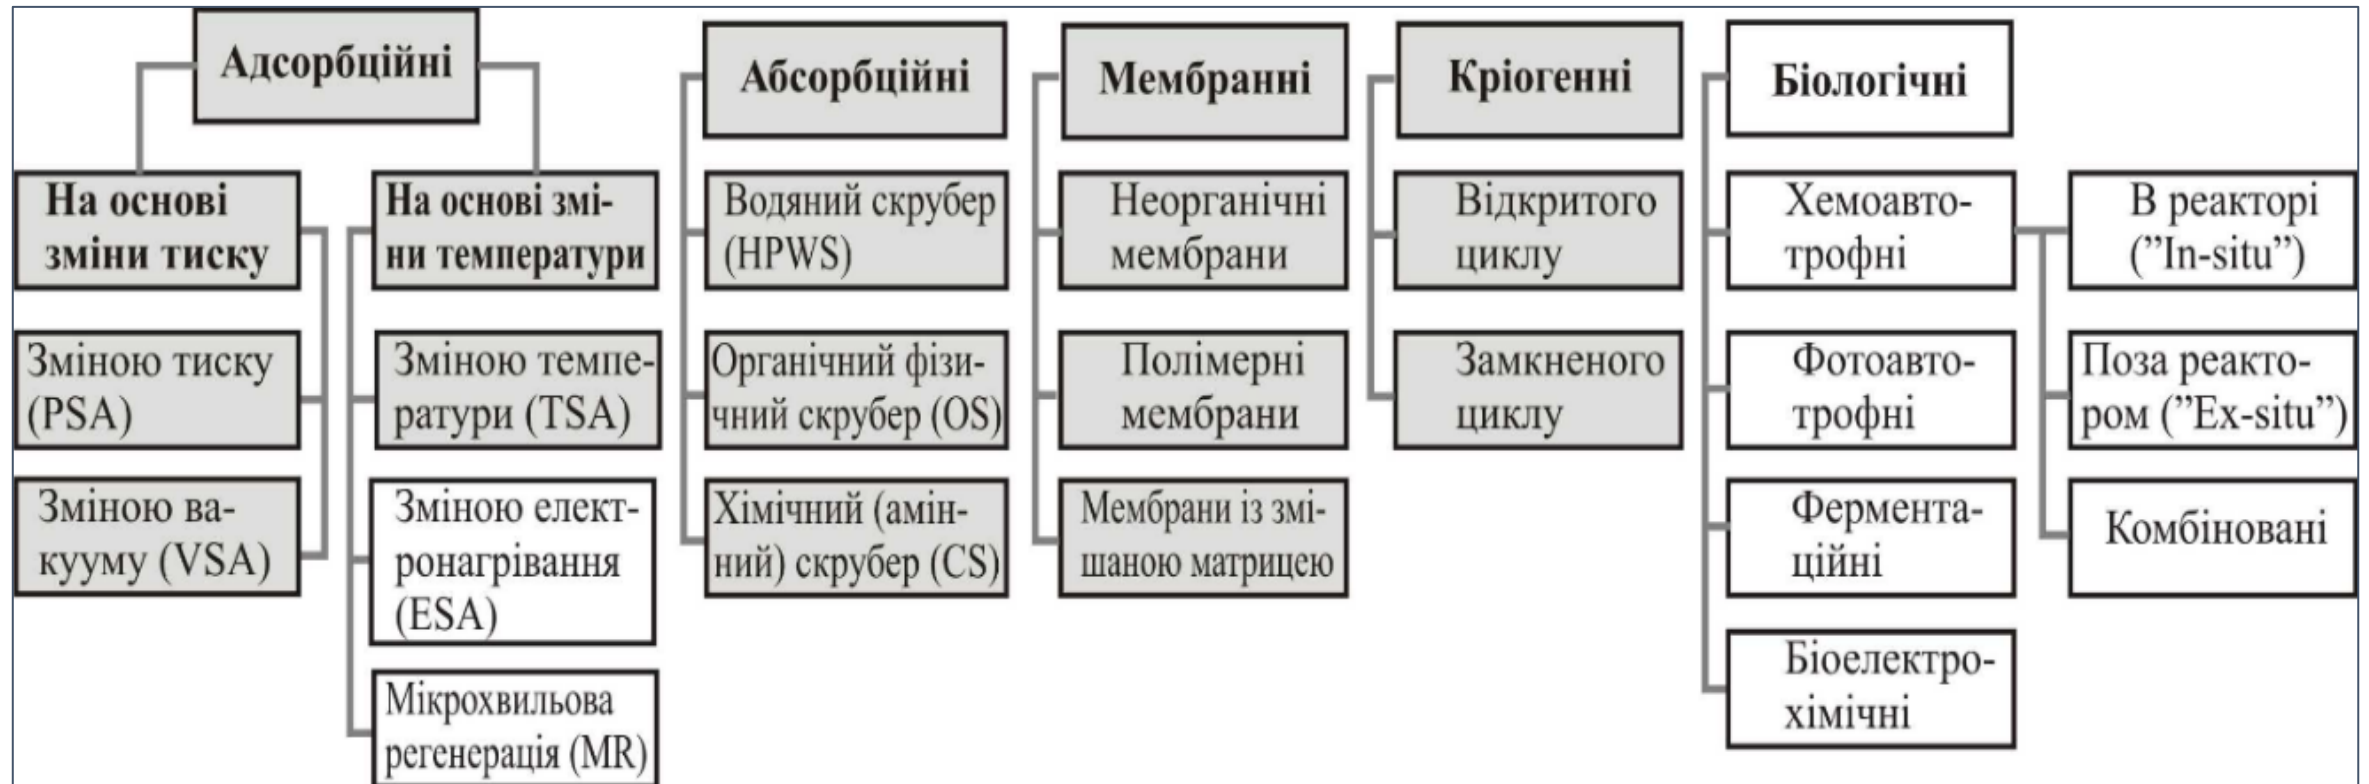 Адсорбційні
На основі
зміни тиску
Зміною тиску
(PSA)
Зміною ва-
кууму (VSA)
На основі змі-
ни температури
Зміною темпе-
ратури (TSA)
Зміною елект-
ронагрівання
(ESA)
Мікрохвильова
регенерація (MR)
Абсорбційні
Водяний скрубер
(HPWS)
Органічний фізи-
чний скрубер (OS)
Хімічний (амін-
ний) скрубер (CS)
Мембранні
Неорганічні
мембрани
Полімерні
мембрани
Мембрани із змі-
шаною матрицею
Кріогенні
Відкритого
циклу
Замкненого
циклу
Біологічні
Хемоавто-
трофні
Фотоавто-
трофні
Фермента-
ційні
Біоелектро-
хімічні
В реакторі
(”In-situ”)
Поза реакто-
ром (”Ex-situ”)
Комбіновані